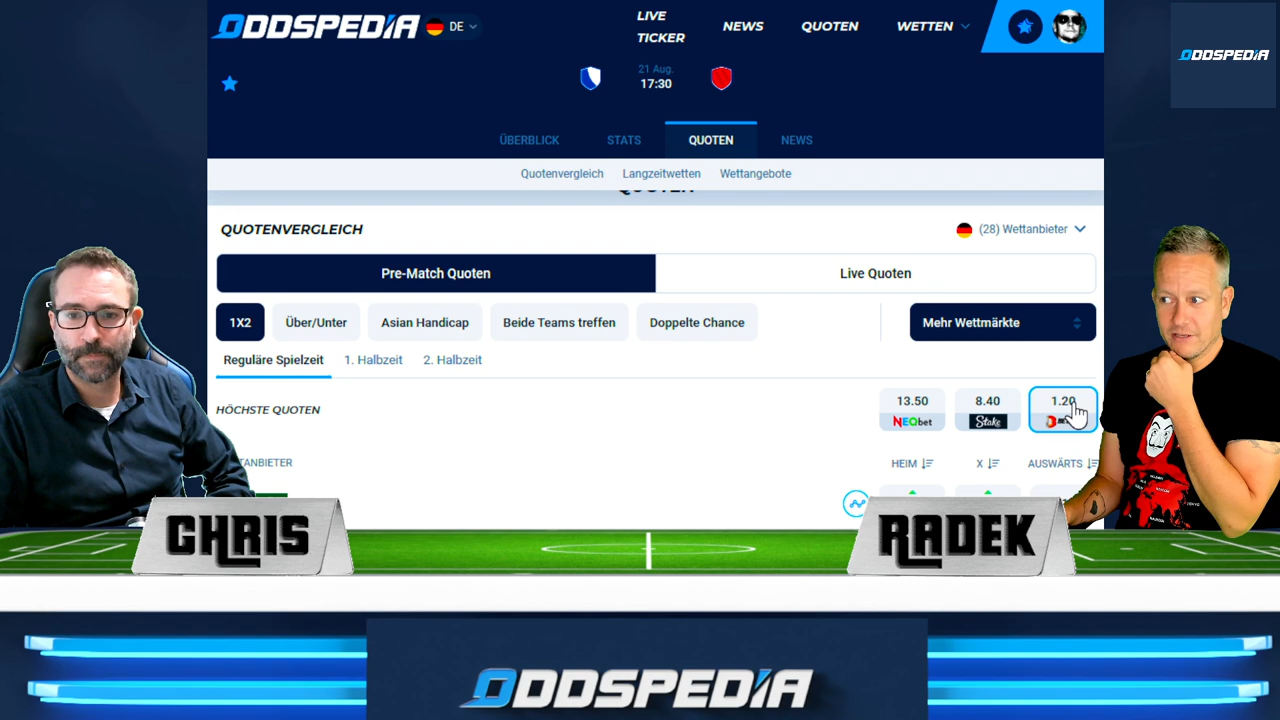 ODDSPEDIA
DE
LIVE
TICKER
NEWS
QUOTEN
WETTEN
ODDSPEDIA
21 Aug.
17:30
ÜBERBLICK
STATS
QUOTEN
NEWS
Quotenvergleich
Langzeitwetten
Wettangebote
QUOTEN
QUOTENVERGLEICH
(28) Wettanbieter
Pre-Match Quoten
Live Quoten
1X2
Über/Unter
Asian Handicap
Beide Teams treffen
Doppelte Chance
Mehr Wettmärkte
Reguläre Spielzeit
1. Halbzeit
2. Halbzeit
HÖCHSTE QUOTEN
13.50
8.40
1.20
NEObet
Stake
HEIM
X
AUSWÄRTS
CHRIS
RADEK
ODDSPEDIA